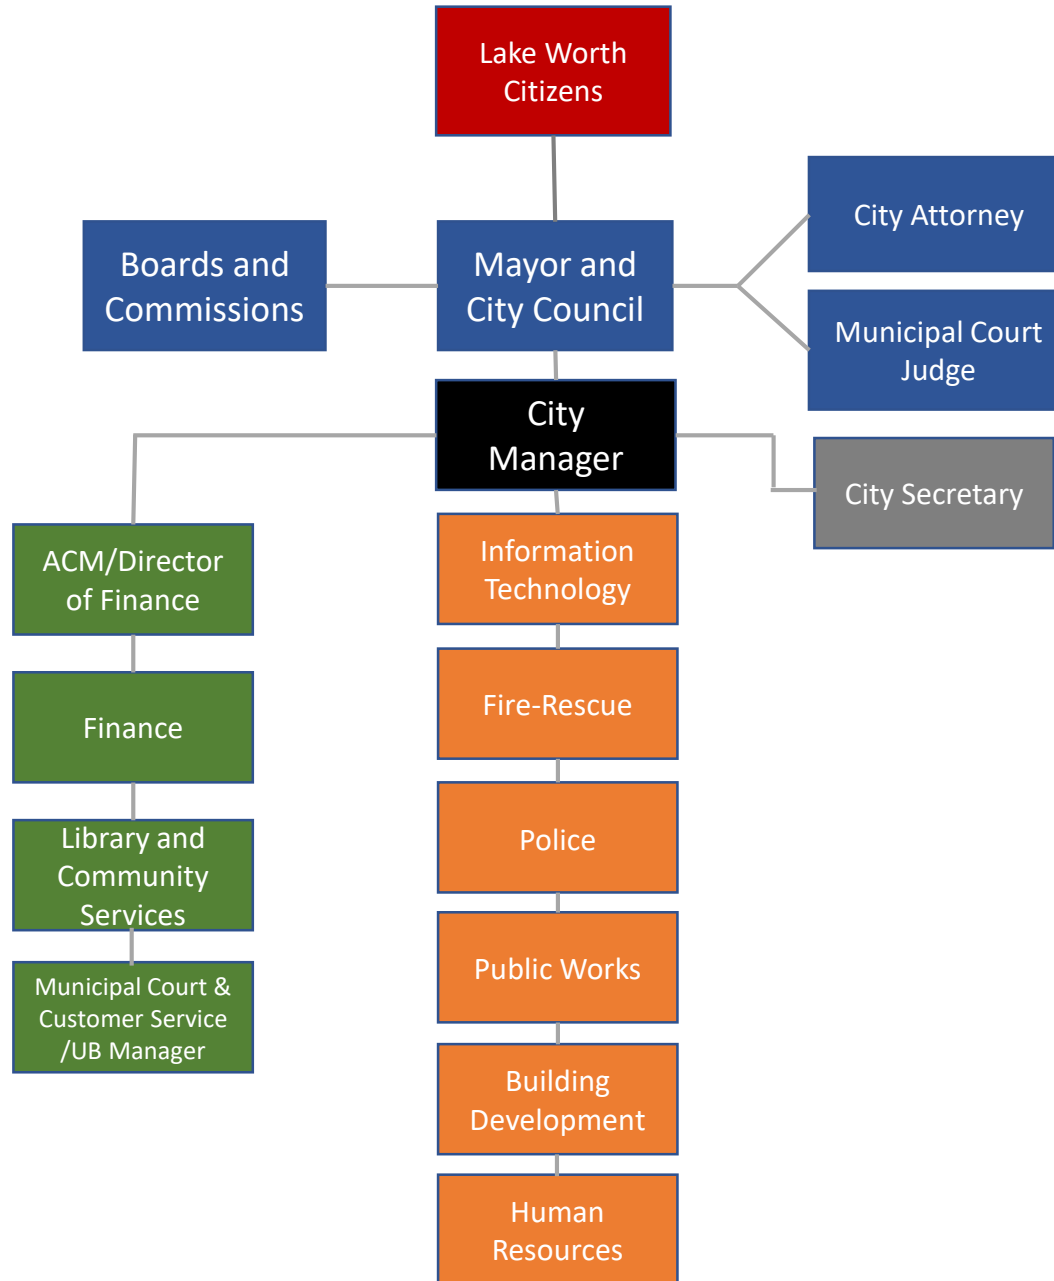 Lake Worth
Citizens
City Attorney
Boards and
Commissions
Mayor and
City Council
Municipal Court
Judge
City
Manager
City Secretary
ACM/Director
of Finance
Information
Technology
Finance
Fire-Rescue
Library and
Community
Services
Police
Municipal Court &
Customer Service
/UB Manager
Public Works
Building
Development
Human
Resources